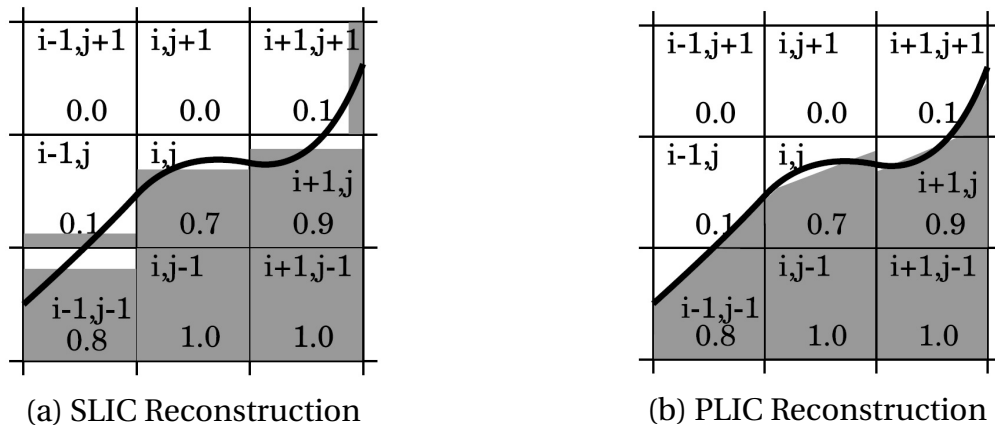 i-1,j+1 i,j+1 i+1,j+1
0.0 0.0 0.1
i-1,j i,j
i+1,j
0.1 0.7 0.9
i,j-1 i+1,j-1
i-1,j-1
0.8 1.0 1.0
(a) SLIC Reconstruction
i-1,j+1 i,j+1 i+1,j+1
0.0 0.0 0.1
i-1,j i,j
i+1,j
0.1 0.7 0.9
i,j-1 i+1,j-1
i-1,j-1
0.8 1.0 1.0
(b) PLIC Reconstruction